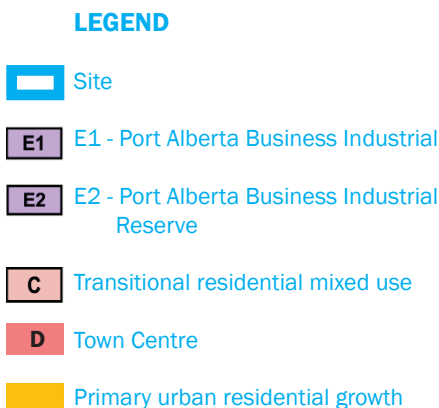 LEGEND
Site
E1 E1 - Port Alberta Business Industrial
E2 E2 - Port Alberta Business Industrial
Reserve
C Transitional residential mixed use
D Town Centre
Primary urban residential growth